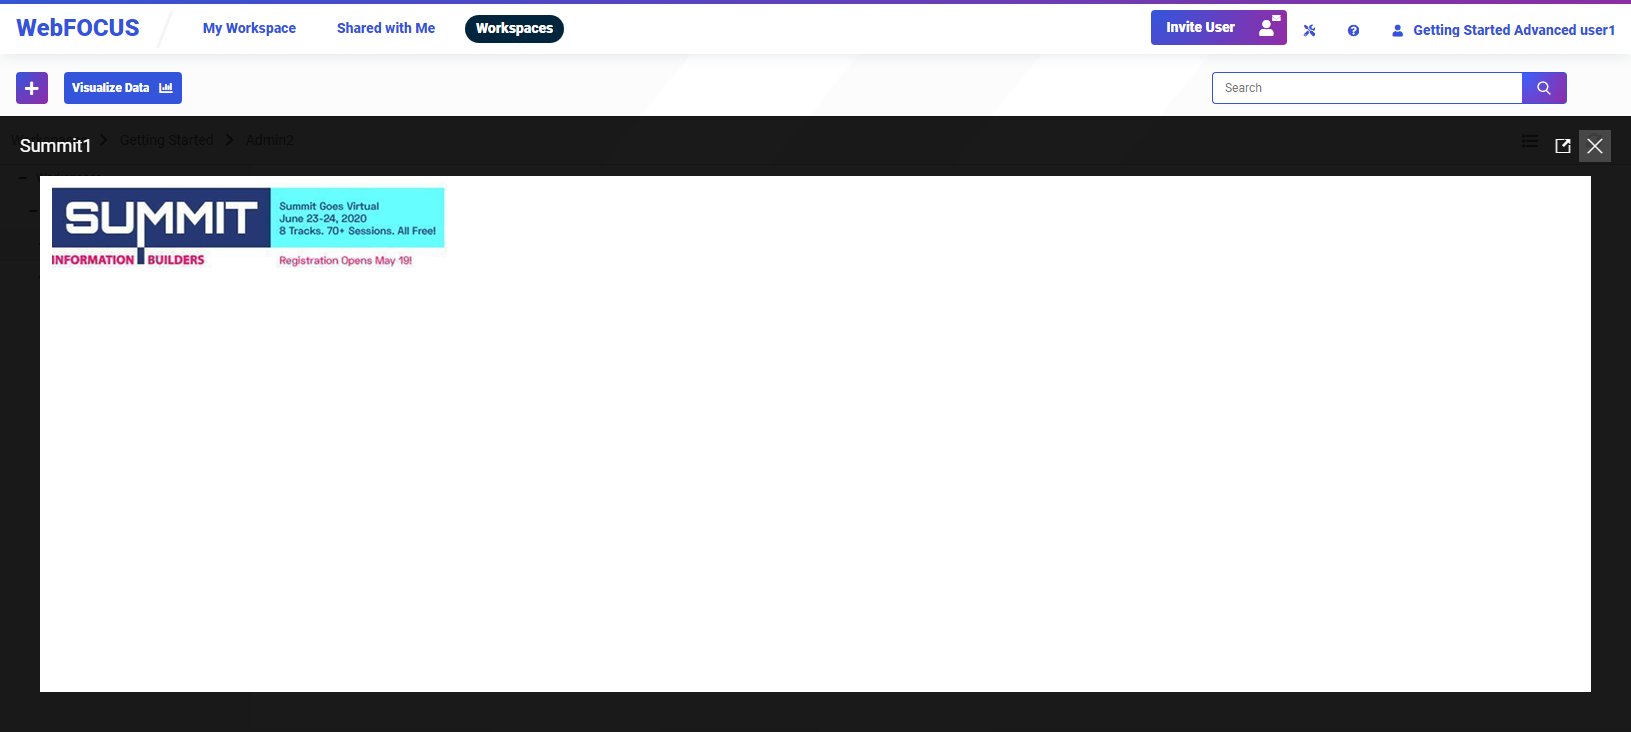 WebFOCUS
My Workspace
Shared with Me
Workspaces
Invite User
Getting Started Advanced user1
Visualize Data
Search
Getting Started
Admin2
Summit1
SUMMIT
INFORMATION BUILDERS
Summit Goes Virtual
June 23-24, 2020
8 Tracks. 70+ Sessions. All Free!
Registration Opens May 19!